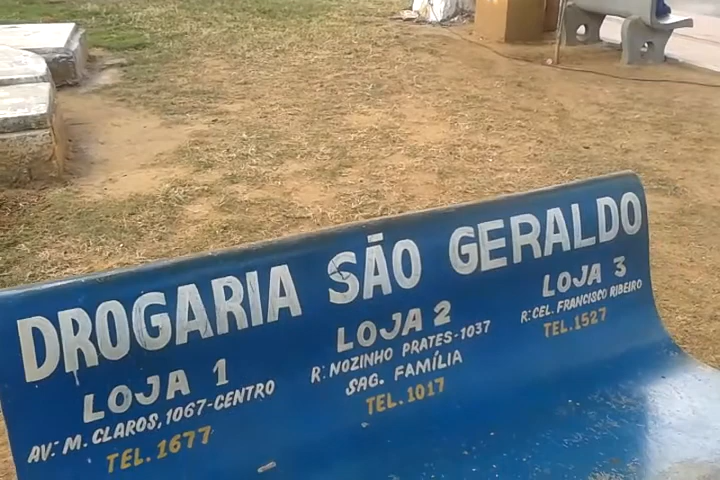 DROGARIA SÃO GERALDO
LOJA 1
AV: M. CLAROS, 1067-CENTRO
TEL. 1677
LOJA 2
R: NOZINHO PRATES-1037
SAG. FAMÍLIA
TEL. 1017
LOJA 3
R: CEL. FRANCISCO RIBEIRO
TEL. 1527